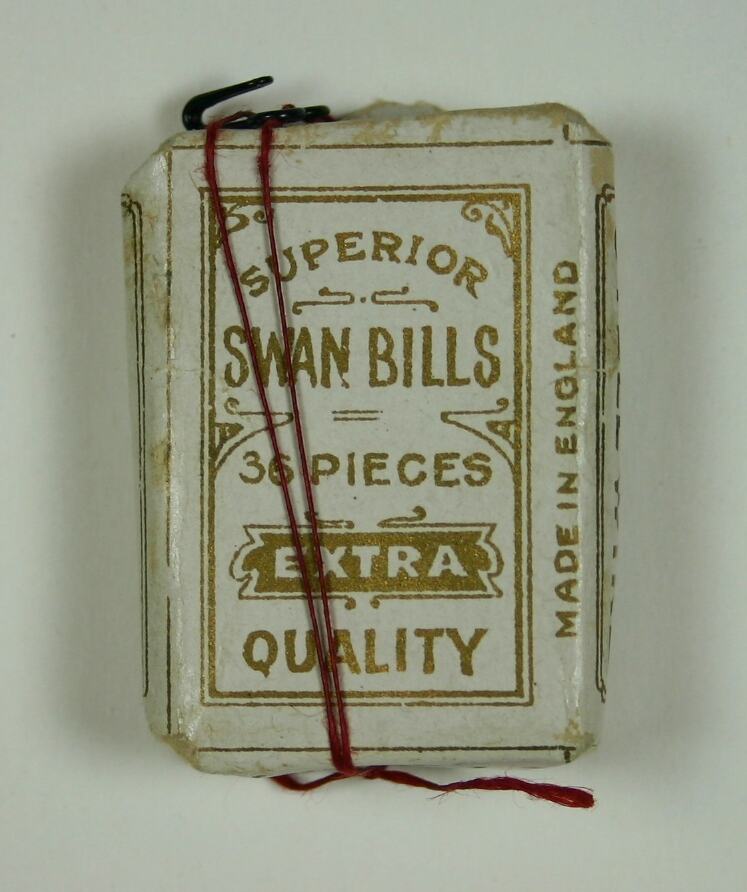 SUPERIOR
SWAN BILLS
36 PIECES
EXTRA
QUALITY
MADE IN ENGLAND